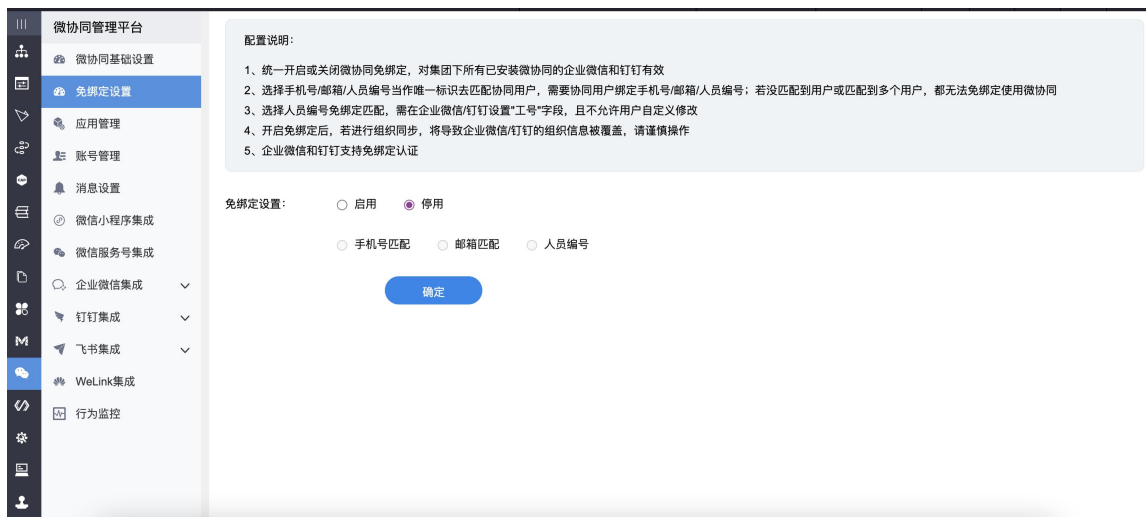 微协同管理平台
微协同基础设置
免绑定设置
应用管理
账号管理
消息设置
微信小程序集成
微信服务号集成
企业微信集成
钉钉集成
飞书集成
WeLink集成
行为监控
配置说明:
1、统一开启或关闭微协同免绑定，对集团下所有已安装微协同的企业微信和钉钉有效
2、选择手机号/邮箱/人员编号当作唯一标识去匹配协同用户，需要协同用户绑定手机号/邮箱/人员编号；若没匹配到用户或匹配到多个用户，都无法免绑定使用微协同
3、选择人员编号免绑定匹配，需在企业微信/钉钉设置"工号"字段，且不允许用户自定义修改
4、开启免绑定后，若进行组织同步，将导致企业微信/钉钉的组织信息被覆盖，请谨慎操作
5、企业微信和钉钉支持免绑定认证
免绑定设置: 启用 停用
手机号匹配 邮箱匹配 人员编号
确定